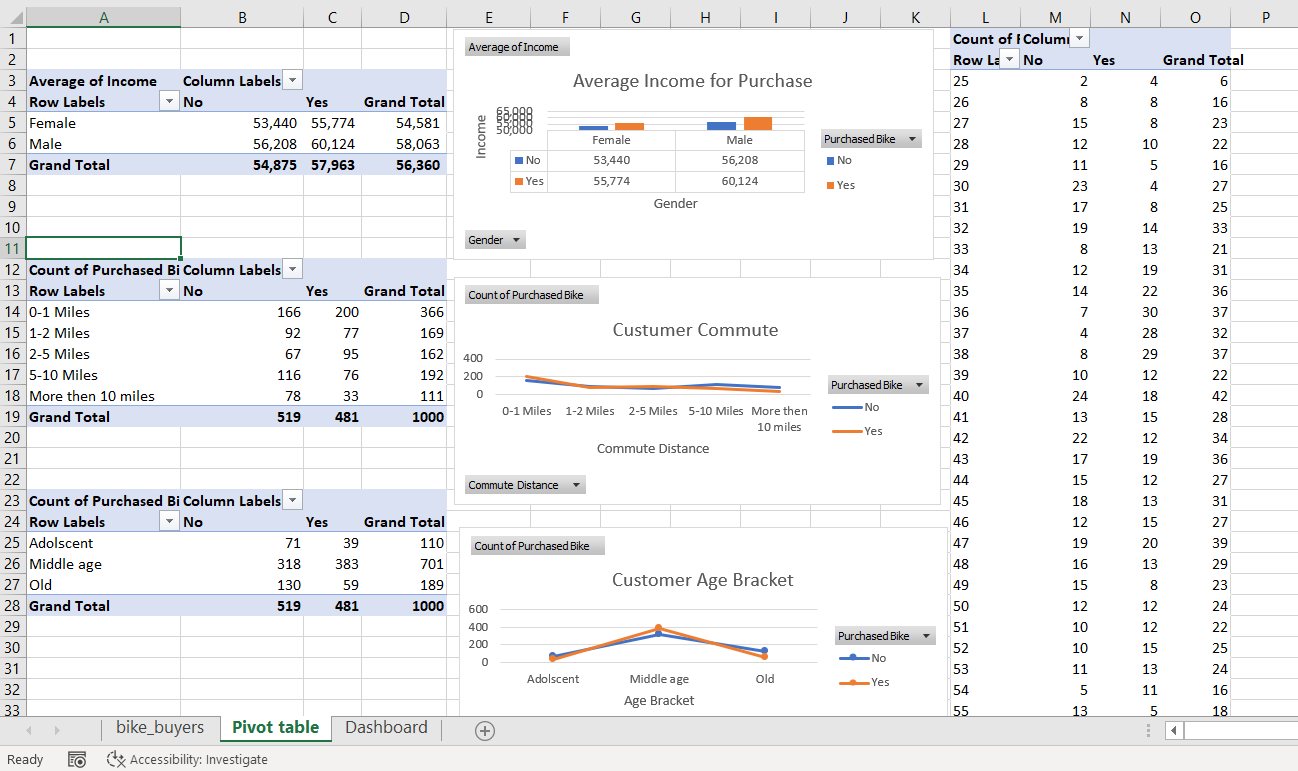 A B C D E F G H I J K L M N O P
1 Count of F Column
2 Row La No Yes Grand Total
3 Average of Income Column Labels 25 2 4 6
4 Row Labels No Yes Grand Total 26 8 8 16
5 Female 53,440 55,774 54,581 27 15 8 23
6 Male 56,208 60,124 58,063 28 12 10 22
7 Grand Total 54,875 57,963 56,360 29 11 5 16
8 30 23 4 27
9 31 17 8 25
10 32 19 14 33
11 33 8 13 21
12 Count of Purchased Bi Column Labels 34 12 19 31
13 Row Labels No Yes Grand Total 35 14 22 36
14 0-1 Miles 166 200 366 36 7 30 37
15 1-2 Miles 92 77 169 37 4 28 32
16 2-5 Miles 67 95 162 38 8 29 37
17 5-10 Miles 116 76 192 39 10 12 22
18 More then 10 miles 78 33 111 40 24 18 42
19 Grand Total 519 481 1000 41 13 15 28
20 42 22 12 34
21 43 17 19 36
22 44 15 12 27
23 Count of Purchased Bi Column Labels 45 18 13 31
24 Row Labels No Yes Grand Total 46 12 15 27
25 Adolscent 71 39 110 47 19 20 39
26 Middle age 318 383 701 48 16 13 29
27 Old 130 59 189 49 15 8 23
28 Grand Total 519 481 1000 50 12 12 24
29 51 10 12 22
30 52 10 15 25
31 53 11 13 24
32 54 5 11 16
33 55 13 5 18
Average of Income
Average Income for Purchase
Income
65,000
60,000
55,000
50,000
Female Male
No 53,440 56,208
Yes 55,774 60,124
Gender
Purchased Bike
No
Yes
Gender
Count of Purchased Bike
Custumer Commute
400
200
0
0-1 Miles 1-2 Miles 2-5 Miles 5-10 Miles More then
10 miles
Commute Distance
Purchased Bike
No
Yes
Commute Distance
Count of Purchased Bike
Customer Age Bracket
600
400
200
0
Adolscent Middle age Old
Age Bracket
Purchased Bike
No
Yes
bike_buyers Pivot table Dashboard
Ready Accessibility: Investigate